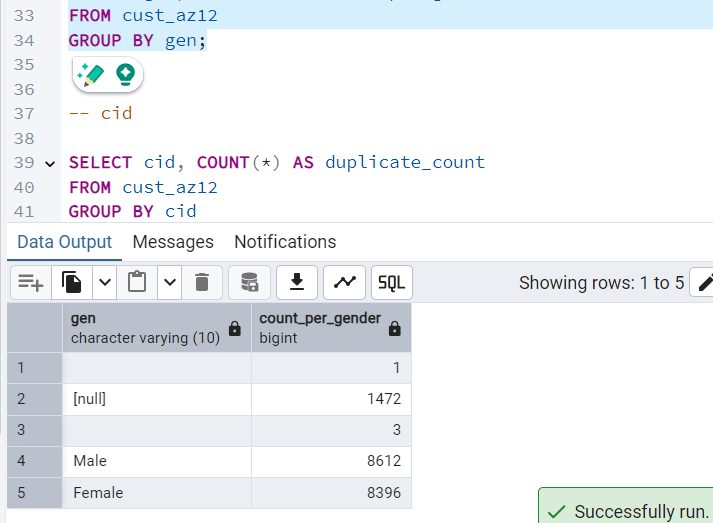 33 FROM cust_az12
34 GROUP BY gen;
35
36
37 -- cid
38
39 SELECT cid, COUNT(*) AS duplicate_count
40 FROM cust_az12
41 GROUP BY cid
Data Output Messages Notifications
SQL Showing rows: 1 to 5
gen count_per_gender
character varying (10) bigint
1 1
2 [null] 1472
3 3
4 Male 8612
5 Female 8396
Successfully run.